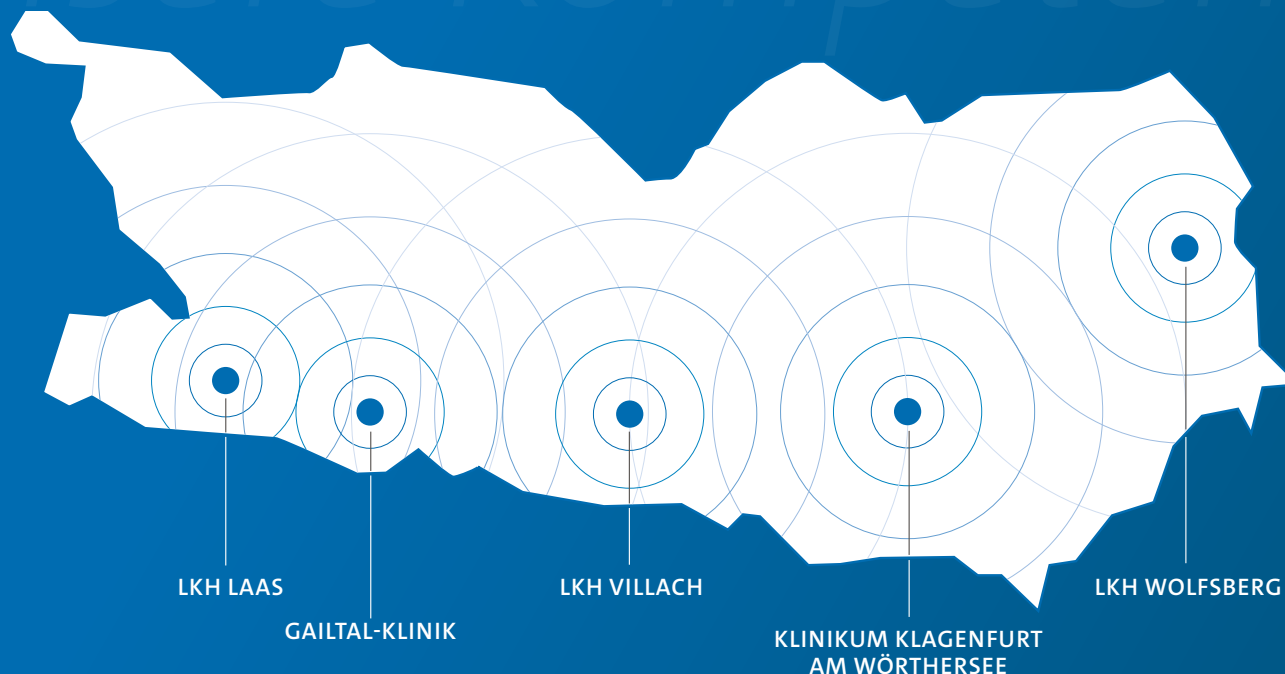 LKH LAAS
GAILTAL-KLINIK
LKH VILLACH
KLINIKUM KLAGENFURT
AM WÖRTHERSEE
LKH WOLFSBERG